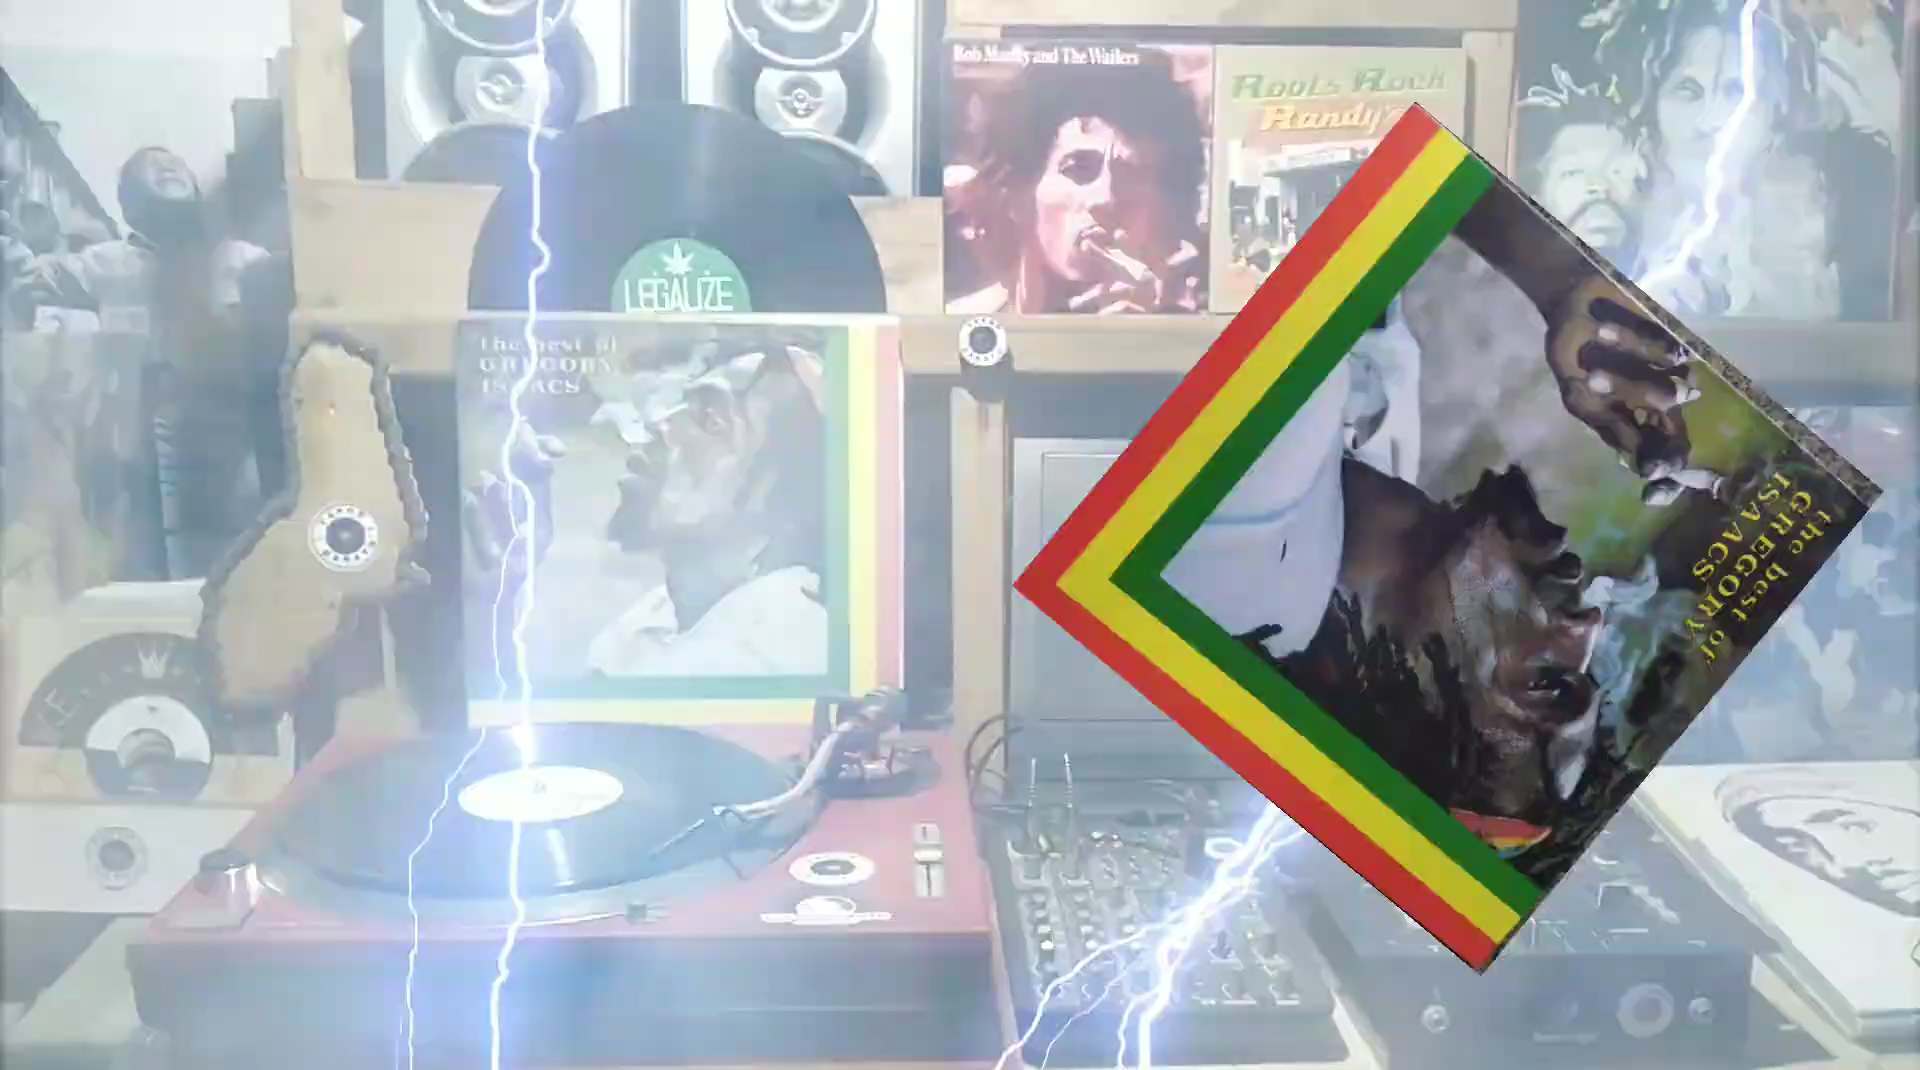 Bob Marley and The Wailers
Roots Rock
Randy's
LEGALIZE
the best of
GREGORY
ISAACS
the best of
GREGORY
ISAACS